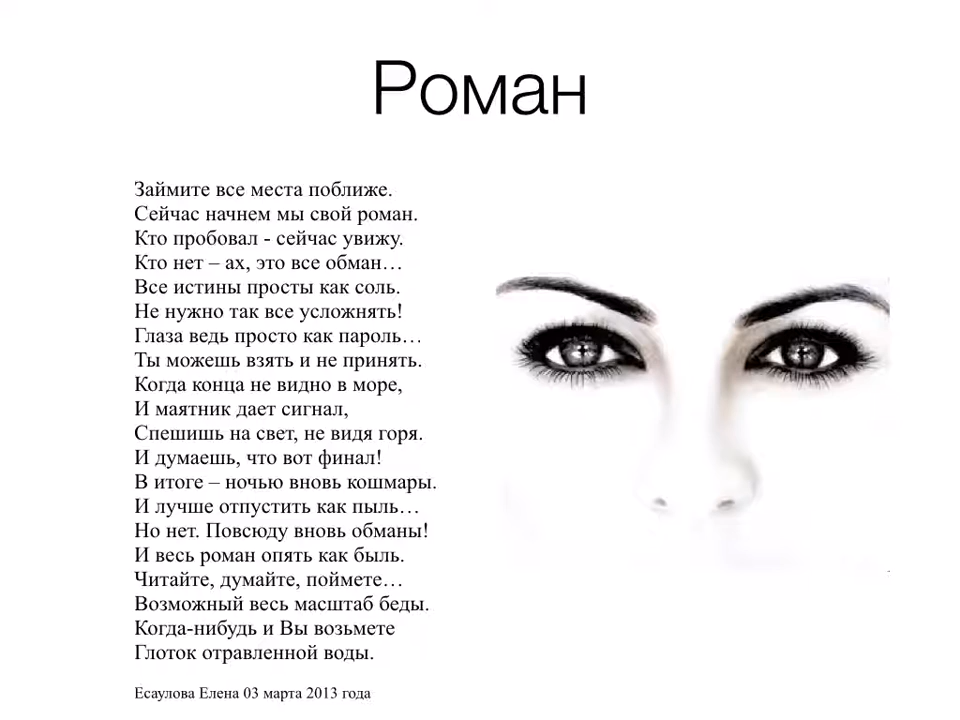 Роман
Займите все места поближе.
Сейчас начнем мы свой роман.
Кто пробовал - сейчас увижу.
Кто нет – ах, это все обман…
Все истины просты как соль.
Не нужно так все усложнять!
Глаза ведь просто как пароль…
Ты можешь взять и не принять.
Когда конца не видно в море,
И маятник дает сигнал,
Спешишь на свет, не видя горя.
И думаешь, что вот финал!
В итоге – ночью вновь кошмары.
И лучше отпустить как пыль…
Но нет. Повсюду вновь обманы!
И весь роман опять как быль.
Читайте, думайте, поймете…
Возможный весь масштаб беды.
Когда-нибудь и Вы возьмете
Глоток отравленной воды.
Есаулова Елена 03 марта 2013 года